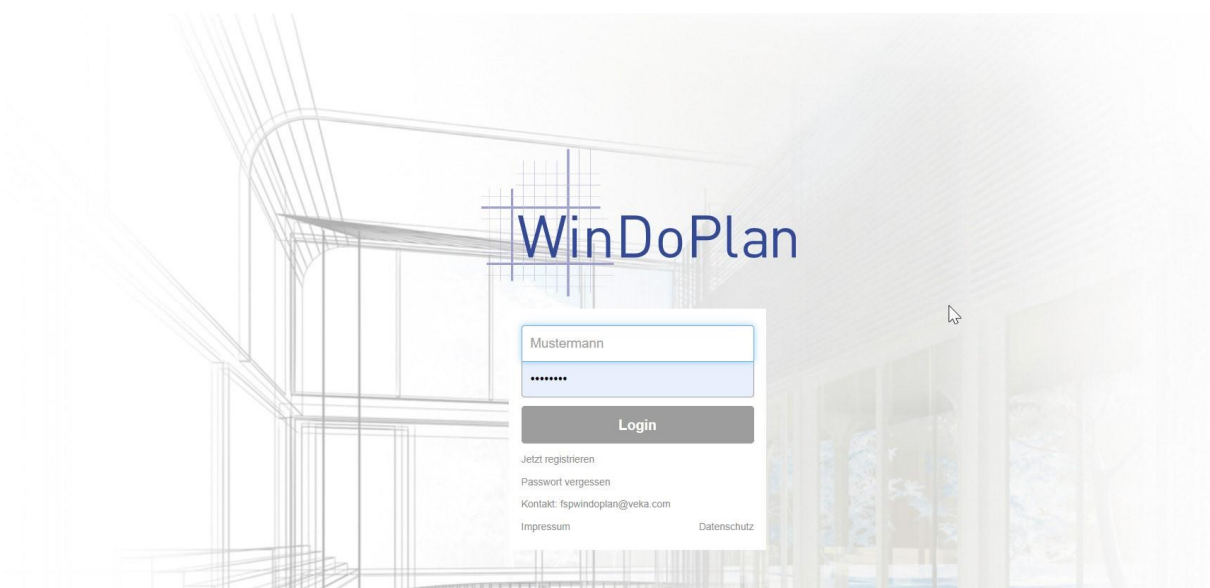 WinDoPlan
Mustermann
••••••••
Login
Jetzt registrieren
Passwort vergessen
Kontakt: fspwindoplan@veka.com
Impressum Datenschutz